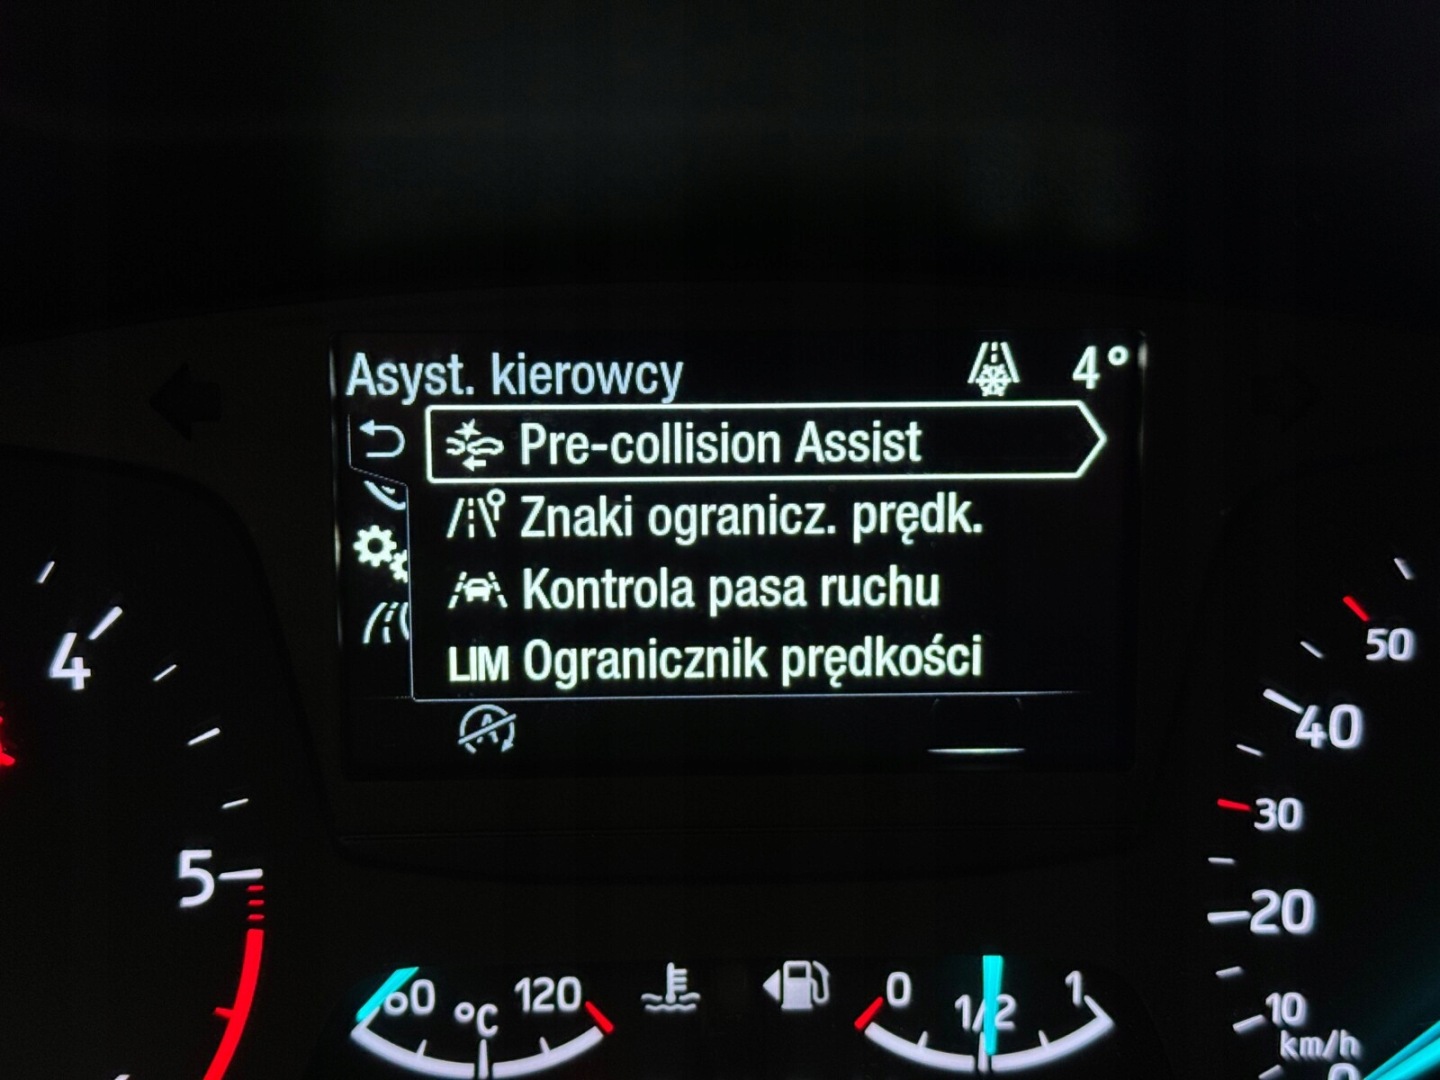 Asyst. kierowcy 4°
Pre-collision Assist
Znaki ogranicz. prędk.
Kontrola pasa ruchu
LIM Ogranicznik prędkości
A
4
5
60 °C 120
0 1/2 1
50
40
30
20
10
km/h
0